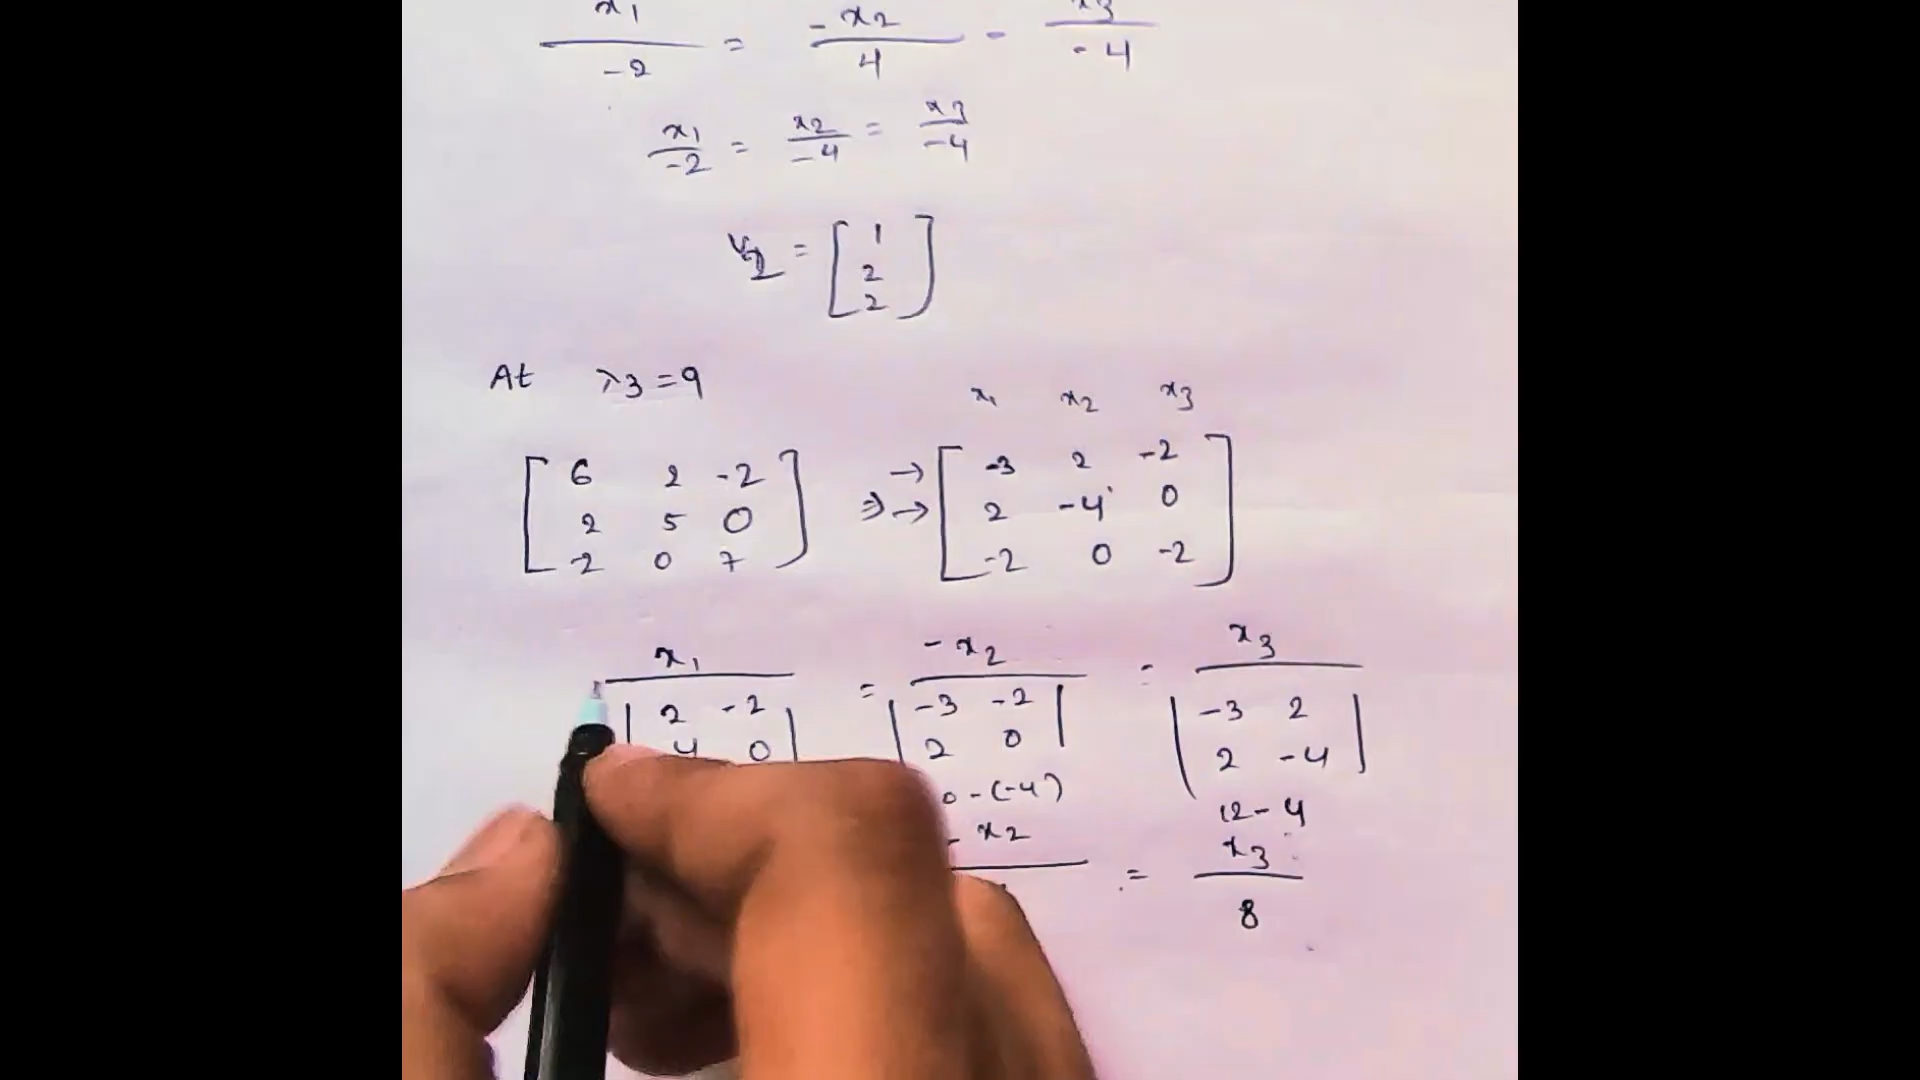 x1/-2 = -x2/4 - x3/-4
x1/-2 = x2/-4 = x3/-4
V2 = [1 2 2]
At λ3 = 9
x1 x2 x3
[6 2 -2 ⇒ → [-3 2 -2
2 5 0 → 2 -4 0
-2 0 7] -2 0 -2]
x1 = -x2 = x3
|2 -2| |-3 -2| |-3 2|
4 0 2 0 2 -4
0-(-4) 12-4
-x2 = x3
8